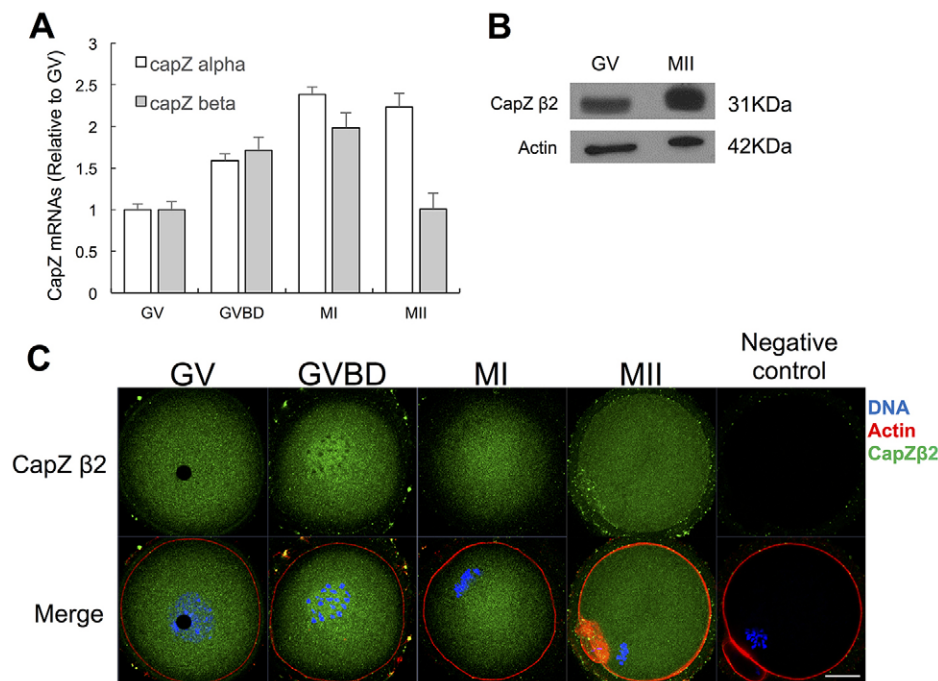 A
CapZ mRNAs (Relative to GV)
3
2.5
2
1.5
1
0.5
0
capZ alpha
capZ beta
GV GVBD MI MII
B
GV MII
CapZ β2 31KDa
Actin 42KDa
C
GV GVBD MI MII Negative control
CapZ β2
Merge
DNA
Actin
CapZβ2